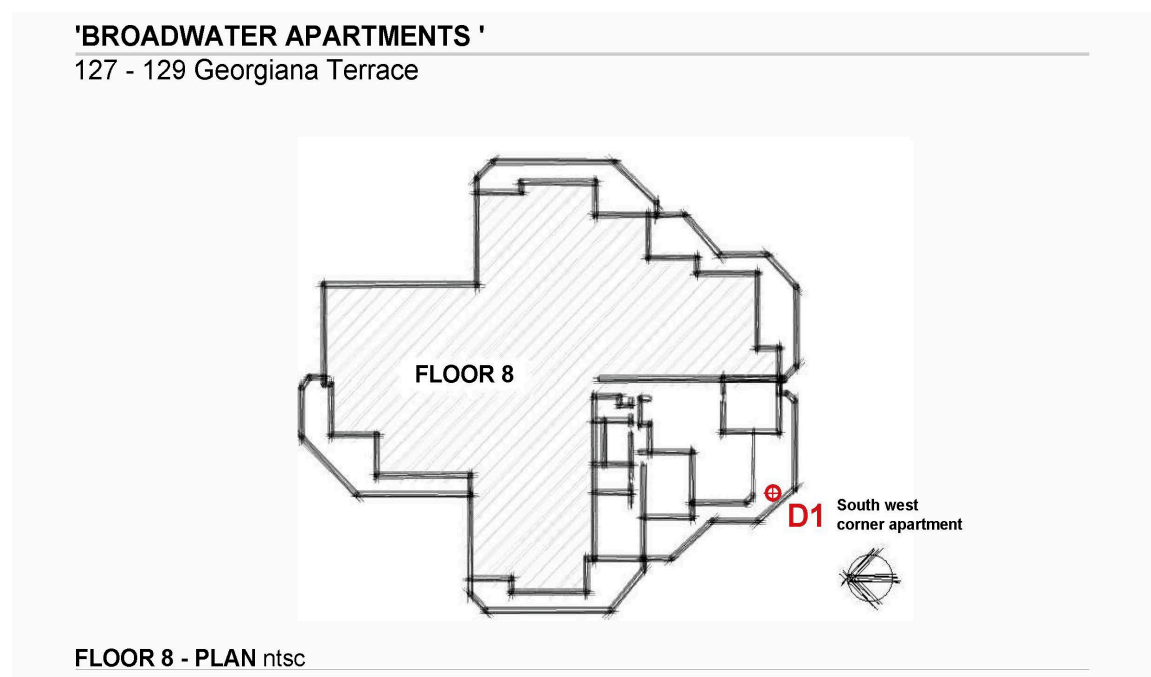 'BROADWATER APARTMENTS '
127 - 129 Georgiana Terrace
FLOOR 8
D1
South west
corner apartment
FLOOR 8 - PLAN ntsc